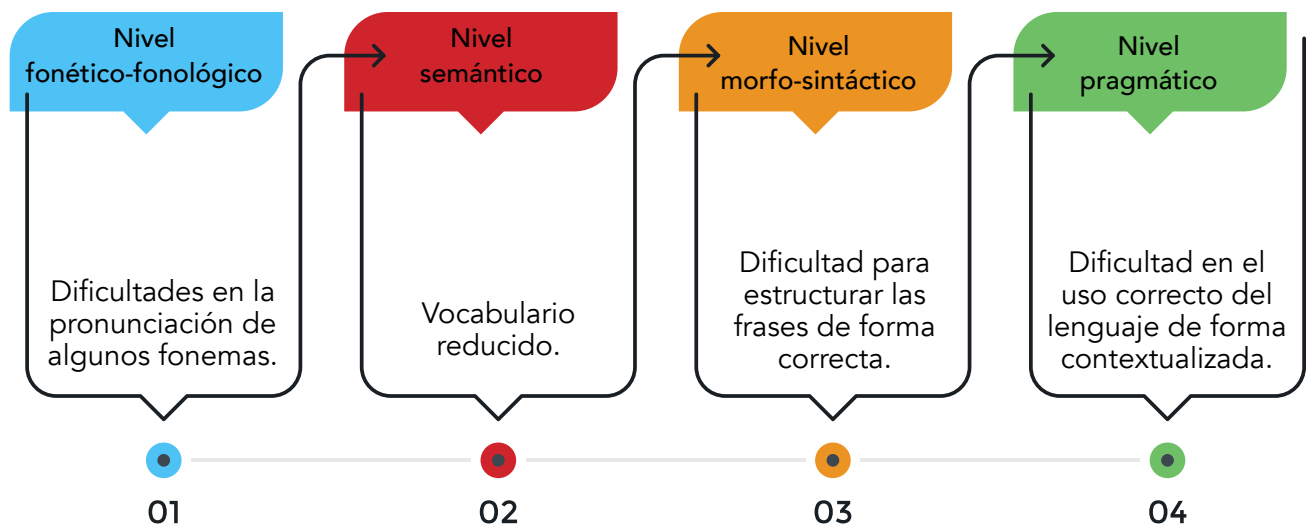 Nivel
fonético-fonológico
Dificultades en la
pronunciación de
algunos fonemas.
01
Nivel
semántico
Vocabulario
reducido.
02
Nivel
morfo-sintáctico
Dificultad para
estructurar las
frases de forma
correcta.
03
Nivel
pragmático
Dificultad en el
uso correcto del
lenguaje de forma
contextualizada.
04